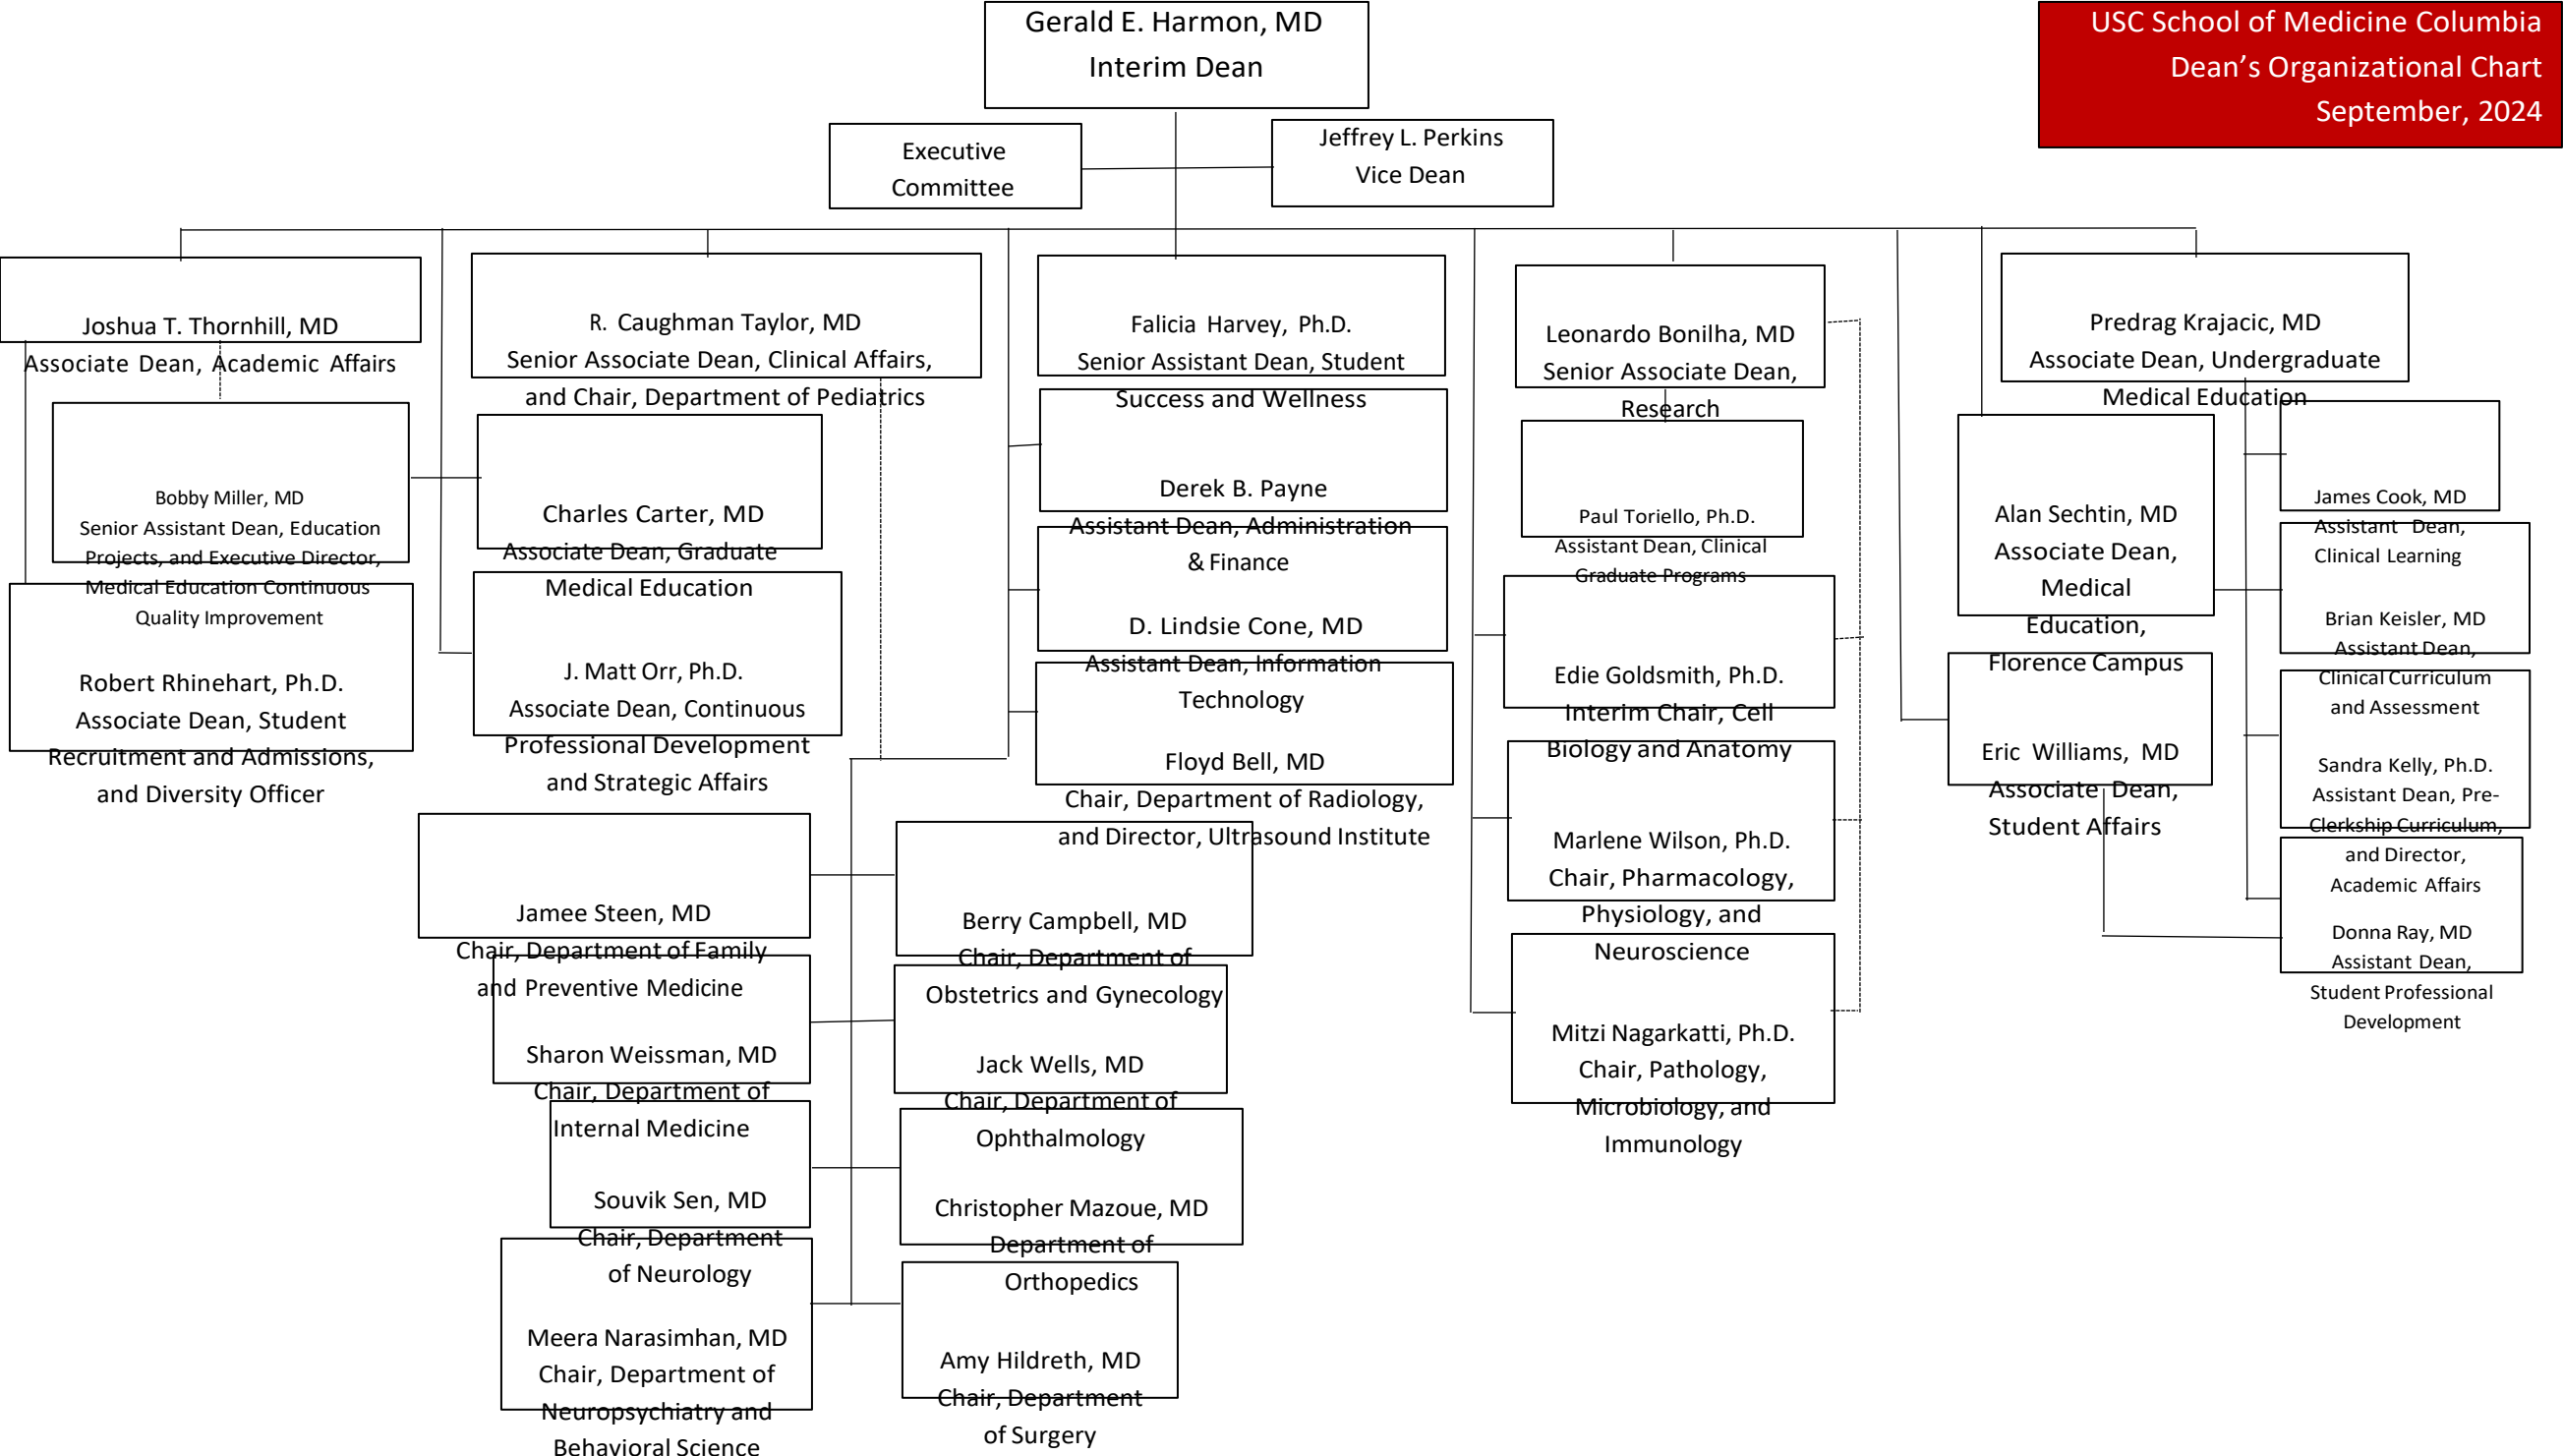 Gerald E. Harmon, MD
Interim Dean
USC School of Medicine Columbia
Dean's Organizational Chart
September, 2024
Executive
Committee
Jeffrey L. Perkins
Vice Dean
Joshua T. Thornhill, MD
Associate Dean, Academic Affairs
Bobby Miller, MD
Senior Assistant Dean, Education
Projects, and Executive Director,
Medical Education Continuous
Quality Improvement
Robert Rhinehart, Ph.D.
Associate Dean, Student
Recruitment and Admissions,
and Diversity Officer
R. Caughman Taylor, MD
Senior Associate Dean, Clinical Affairs,
and Chair, Department of Pediatrics
Charles Carter, MD
Associate Dean, Graduate
Medical Education
J. Matt Orr, Ph.D.
Associate Dean, Continuous
Professional Development
and Strategic Affairs
Falicia Harvey, Ph.D.
Senior Assistant Dean, Student
Success and Wellness
Derek B. Payne
Assistant Dean, Administration
& Finance
D. Lindsie Cone, MD
Assistant Dean, Information
Technology
Floyd Bell, MD
Chair, Department of Radiology,
and Director, Ultrasound Institute
Jamee Steen, MD
Chair, Department of Family
and Preventive Medicine
Sharon Weissman, MD
Chair, Department of
Internal Medicine
Souvik Sen, MD
Chair, Department
of Neurology
Meera Narasimhan, MD
Chair, Department of
Neuropsychiatry and
Behavioral Science
Berry Campbell, MD
Chair, Department of
Obstetrics and Gynecology
Jack Wells, MD
Chair, Department of
Ophthalmology
Christopher Mazoue, MD
Department of
Orthopedics
Amy Hildreth, MD
Chair, Department
of Surgery
Leonardo Bonilha, MD
Senior Associate Dean,
Research
Paul Toriello, Ph.D.
Assistant Dean, Clinical
Graduate Programs
Edie Goldsmith, Ph.D.
Interim Chair, Cell
Biology and Anatomy
Marlene Wilson, Ph.D.
Chair, Pharmacology,
Physiology, and
Neuroscience
Mitzi Nagarkatti, Ph.D.
Chair, Pathology,
Microbiology, and
Immunology
Predrag Krajacic, MD
Associate Dean, Undergraduate
Medical Education
Alan Sechtin, MD
Associate Dean,
Medical
Education,
Florence Campus
Eric Williams, MD
Associate Dean,
Student Affairs
James Cook, MD
Assistant Dean,
Clinical Learning
Brian Keisler, MD
Assistant Dean,
Clinical Curriculum
and Assessment
Sandra Kelly, Ph.D.
Assistant Dean, Pre-
Clerkship Curriculum,
and Director,
Academic Affairs
Donna Ray, MD
Assistant Dean,
Student Professional
Development